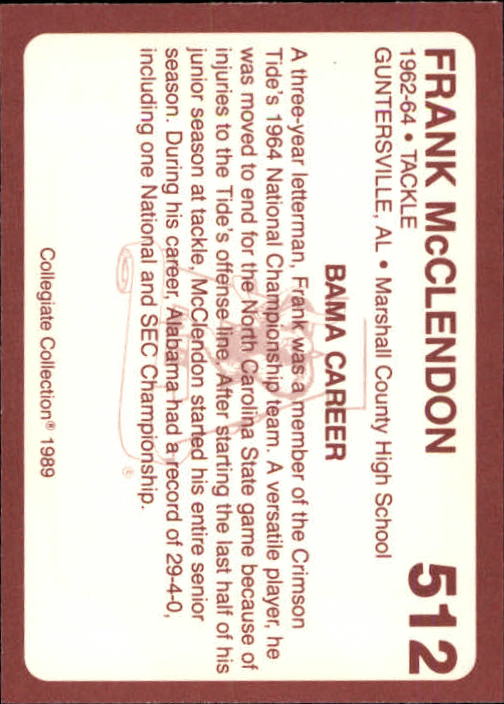 FRANK McCLENDON 512
1962-64 • TACKLE
GUNTERSVILLE, AL • Marshall County High School
BAMA CAREER
A three-year letterman, Frank was a member of the Crimson
Tide's 1964 National Championship team. A versatile player, he
was moved to end for the North Carolina State game because of
injuries to the Tide's offense line. After starting the last half of his
junior season at tackle, McClendon started his entire senior
season. During his career, Alabama had a record of 29-4-0,
including one National and SEC Championship.
Collegiate Collection® 1989